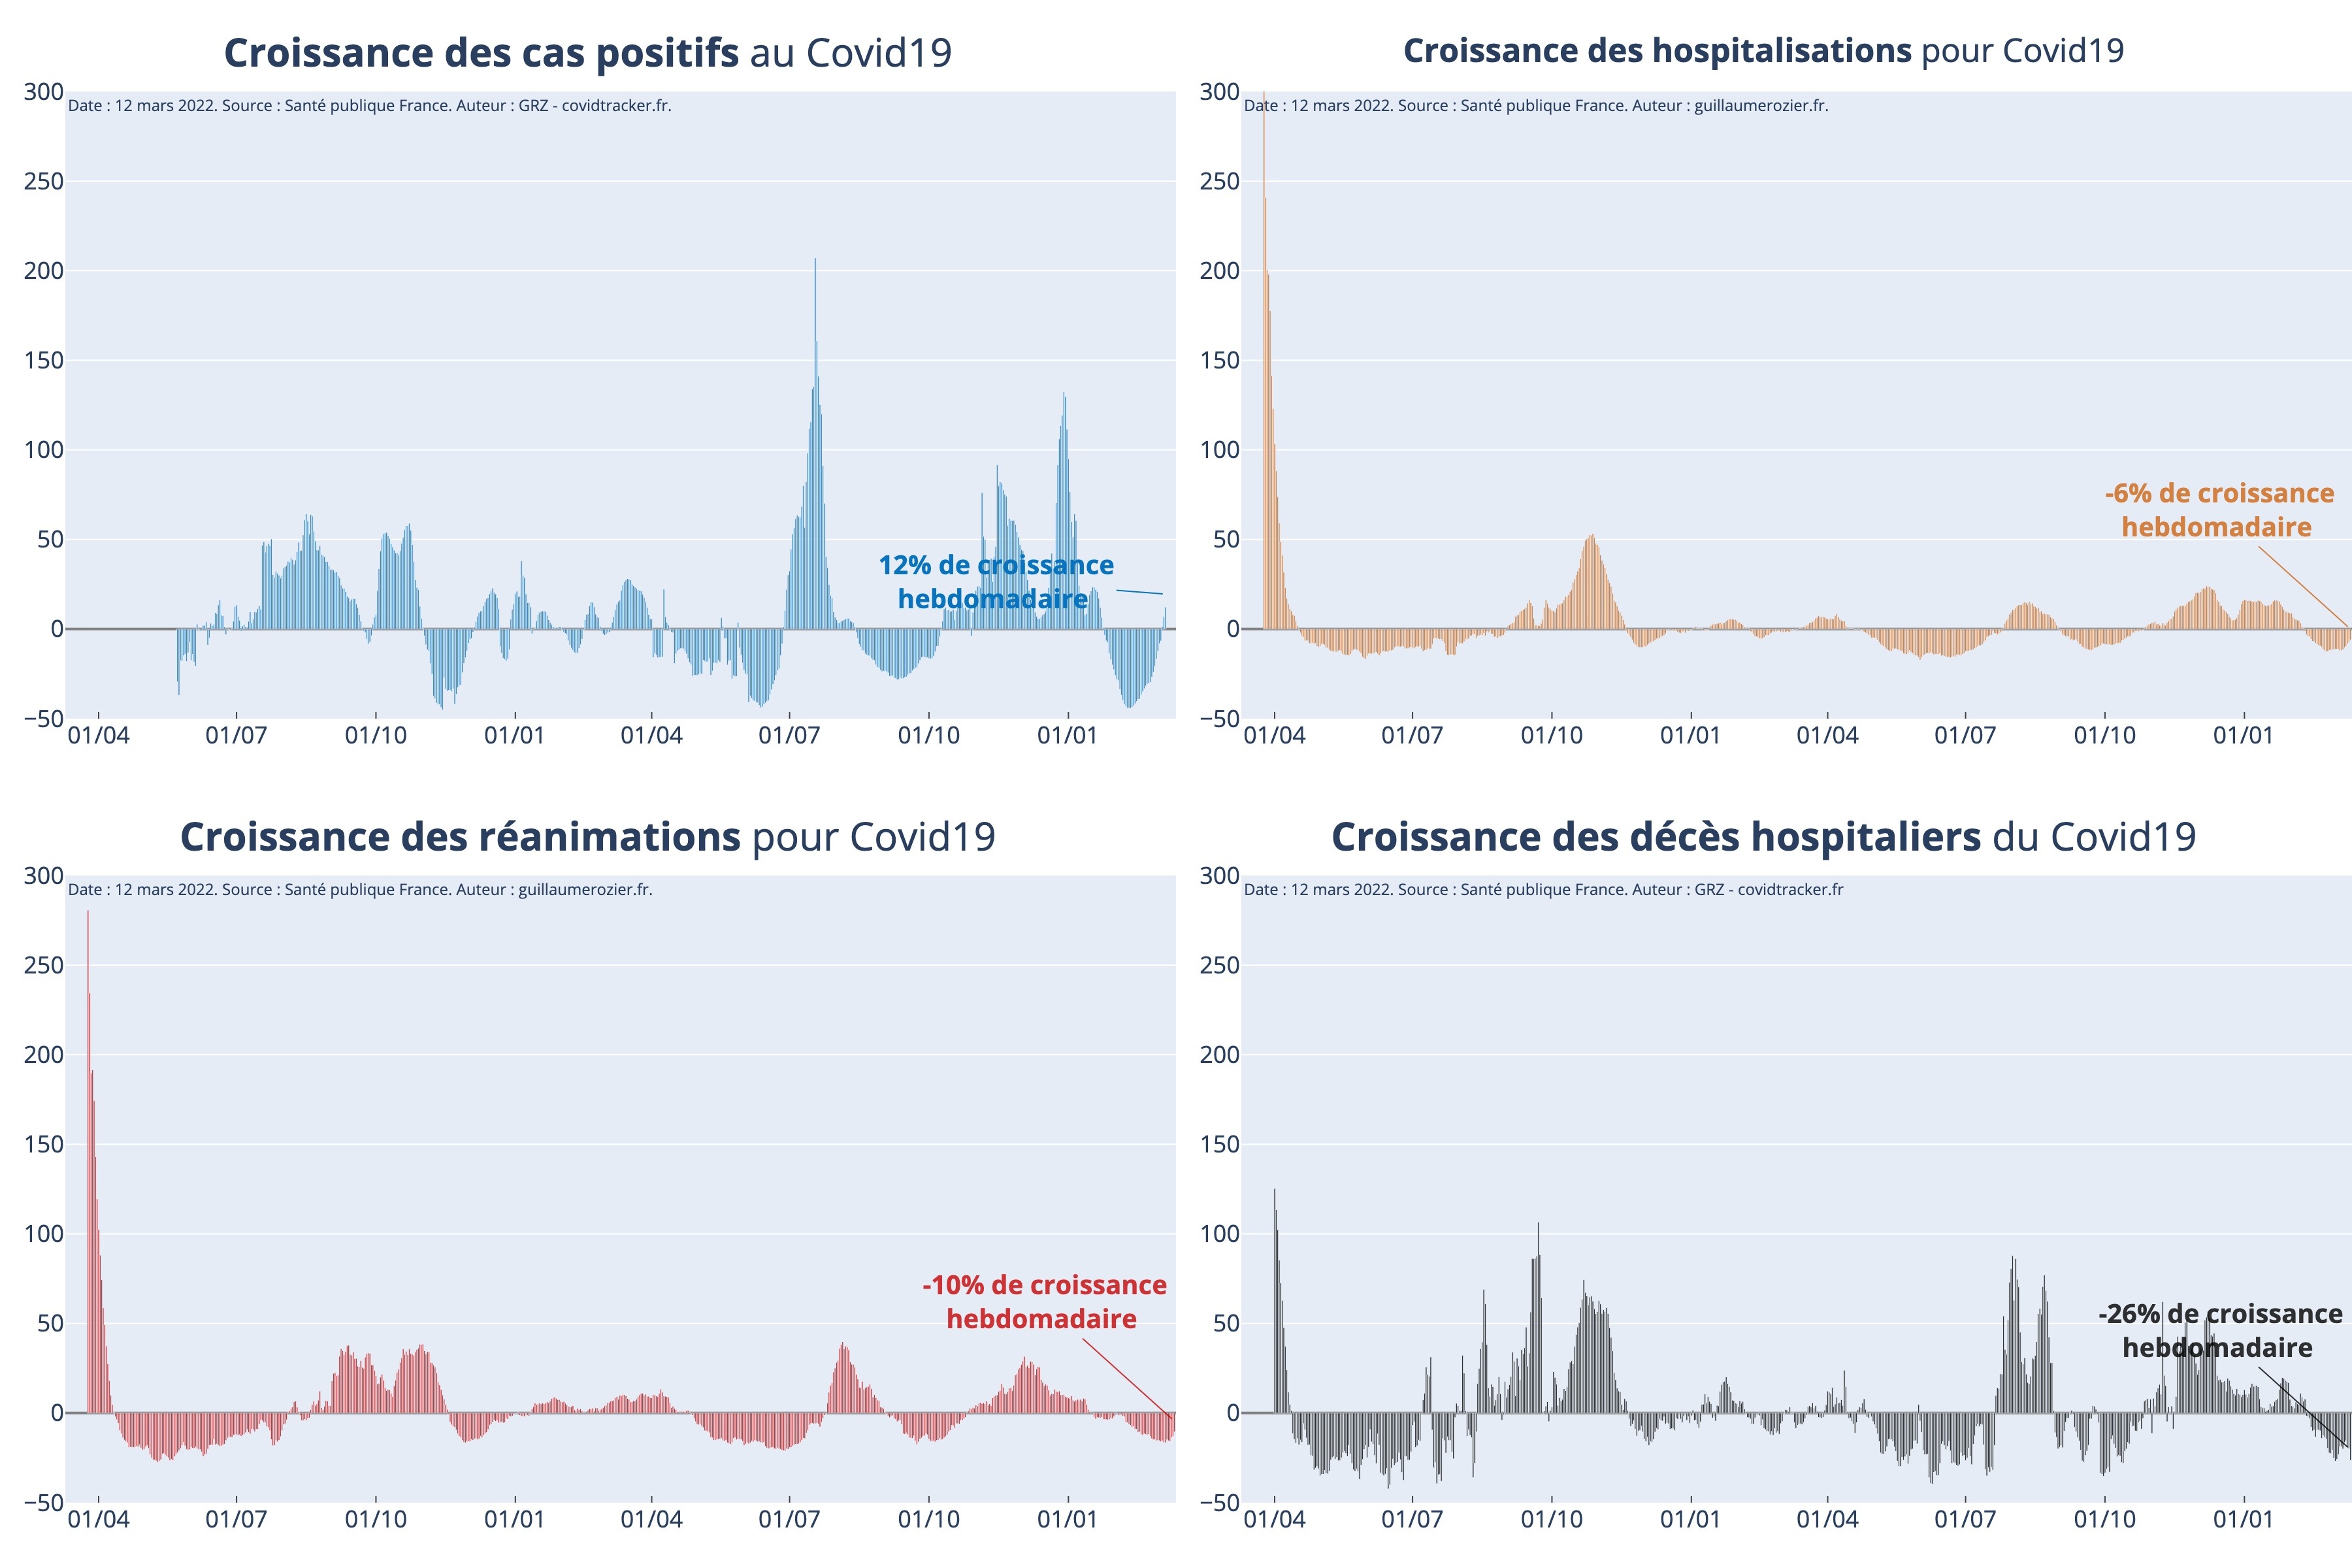 Croissance des cas positifs au Covid19
Date : 12 mars 2022. Source : Santé publique France. Auteur : GRZ - covidtracker.fr.
300
250
200
150
100
50
0
−50
12% de croissance
hebdomadaire
01/04 01/07 01/10 01/01 01/04 01/07 01/10 01/01
Croissance des hospitalisations pour Covid19
Date : 12 mars 2022. Source : Santé publique France. Auteur : guillaumerozier.fr.
300
250
200
150
100
50
0
−50
-6% de croissance
hebdomadaire
01/04 01/07 01/10 01/01 01/04 01/07 01/10 01/01
Croissance des réanimations pour Covid19
Date : 12 mars 2022. Source : Santé publique France. Auteur : guillaumerozier.fr.
300
250
200
150
100
50
0
−50
-10% de croissance
hebdomadaire
01/04 01/07 01/10 01/01 01/04 01/07 01/10 01/01
Croissance des décès hospitaliers du Covid19
Date : 12 mars 2022. Source : Santé publique France. Auteur : GRZ - covidtracker.fr
300
250
200
150
100
50
0
−50
-26% de croissance
hebdomadaire
01/04 01/07 01/10 01/01 01/04 01/07 01/10 01/01